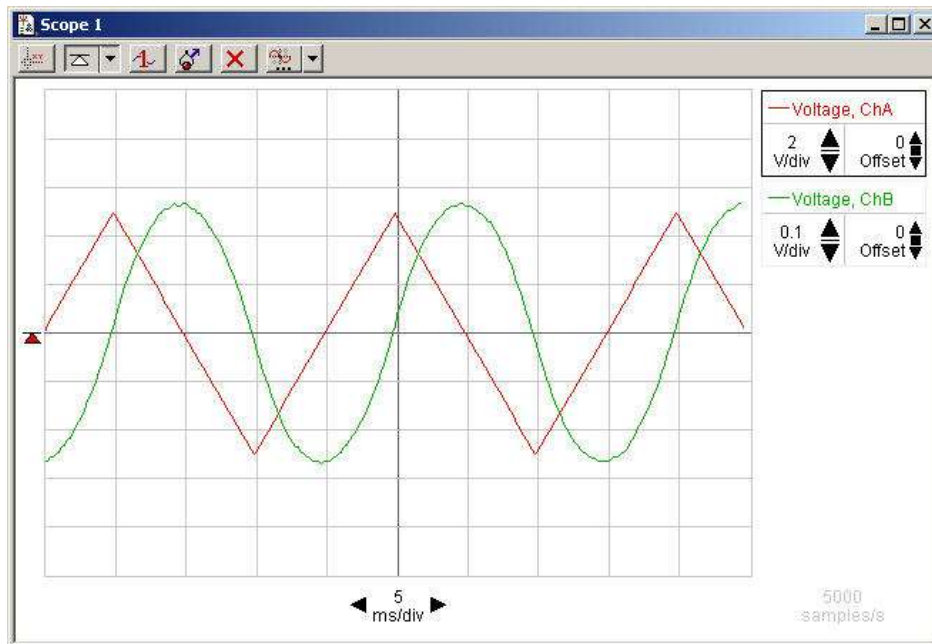 Scope 1
XY
Voltage, ChA
2
V/div
0
Offset
Voltage, ChB
0.1
V/div
0
Offset
5
ms/div
5000
samples/s